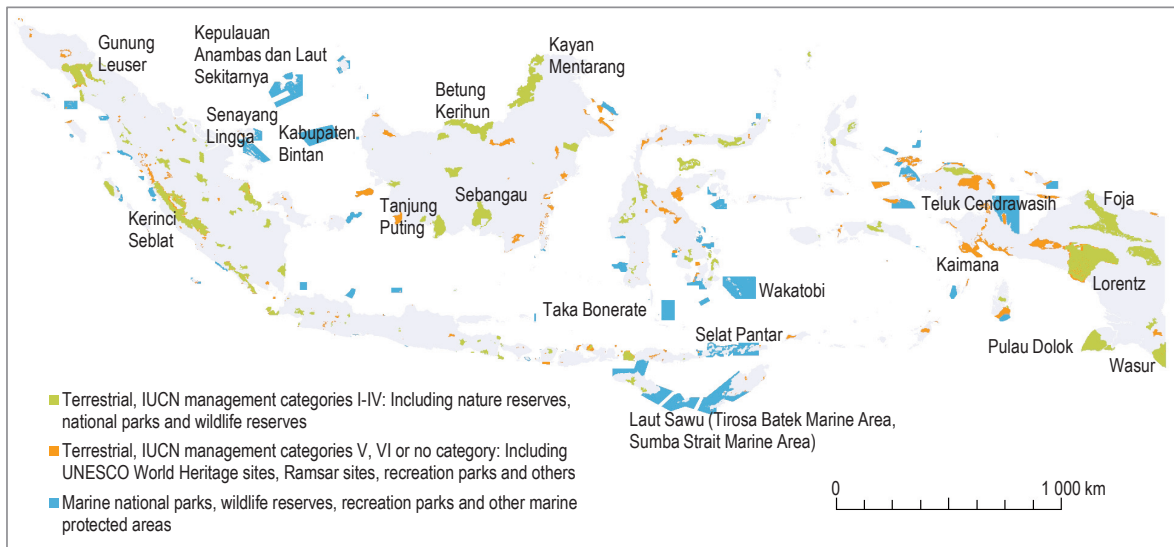 Gunung
Leuser
Kepulauan
Anambas dan Laut
Sekitarnya
Kayan
Mentarang
Betung
Kerihun
Senayang
Lingga
Kabupaten
Bintan
Kerinci
Seblat
Tanjung
Puting
Sebangau
Teluk Cendrawasih
Foja
Kaimana
Lorentz
Taka Bonerate
Wakatobi
Selat Pantar
Pulau Dolok
Wasur
Laut Sawu (Tirosa Batek Marine Area,
Sumba Strait Marine Area)
Terrestrial, IUCN management categories I-IV: Including nature reserves,
national parks and wildlife reserves
Terrestrial, IUCN management categories V, VI or no category: Including
UNESCO World Heritage sites, Ramsar sites, recreation parks and others
Marine national parks, wildlife reserves, recreation parks and other marine
protected areas
0 1 000 km